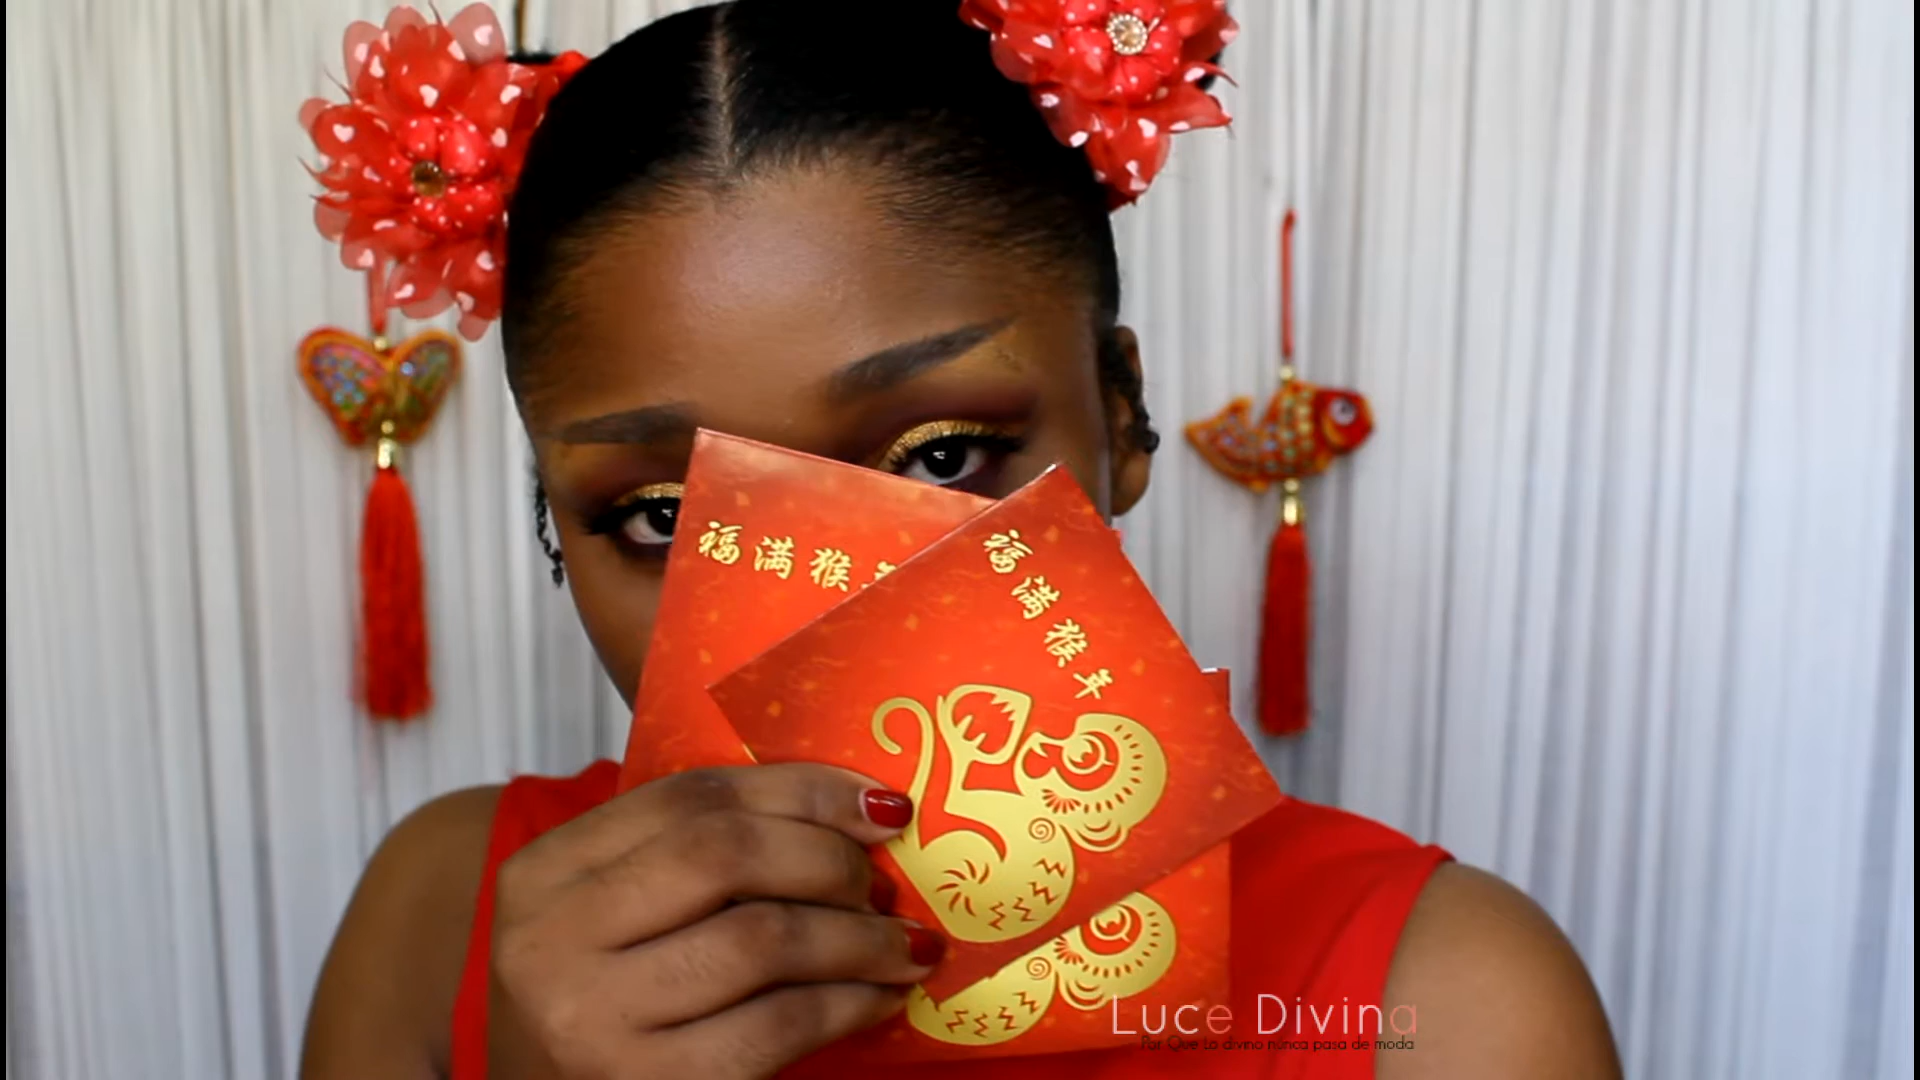 福满猴年
福满猴
Luce Divina
Por Que Lo divino nunca pasa de moda